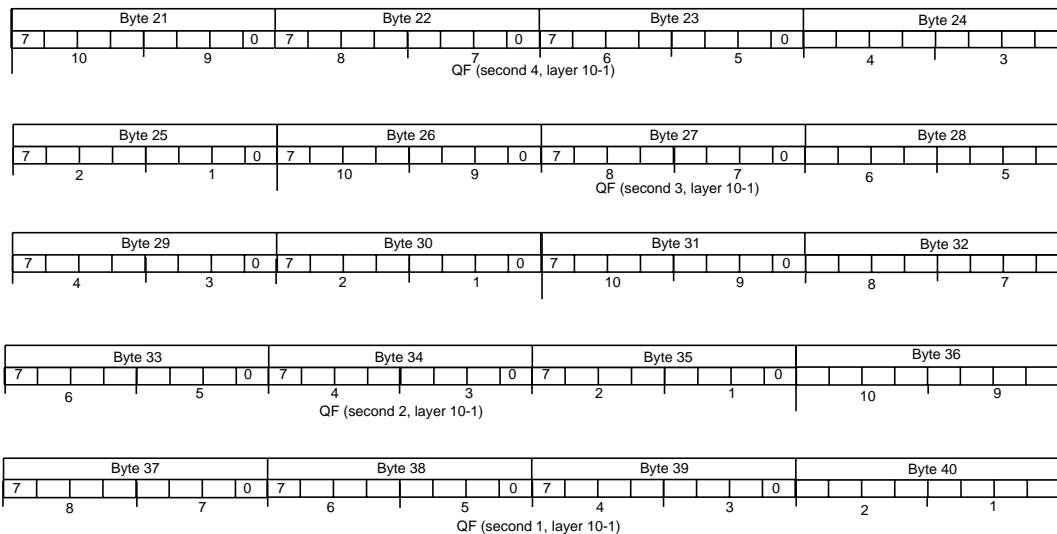 Byte 21 Byte 22 Byte 23 Byte 24
7 0 7 0 7 0
10 9 8 7 6 5 4 3
QF (second 4, layer 10-1)
Byte 25 Byte 26 Byte 27 Byte 28
7 0 7 0 7 0
2 1 10 9 8 7 6 5
QF (second 3, layer 10-1)
Byte 29 Byte 30 Byte 31 Byte 32
7 0 7 0 7 0
4 3 2 1 10 9 8 7
Byte 33 Byte 34 Byte 35 Byte 36
7 0 7 0 7 0
6 5 4 3 2 1 10 9
QF (second 2, layer 10-1)
Byte 37 Byte 38 Byte 39 Byte 40
7 0 7 0 7 0
8 7 6 5 4 3 2 1
QF (second 1, layer 10-1)